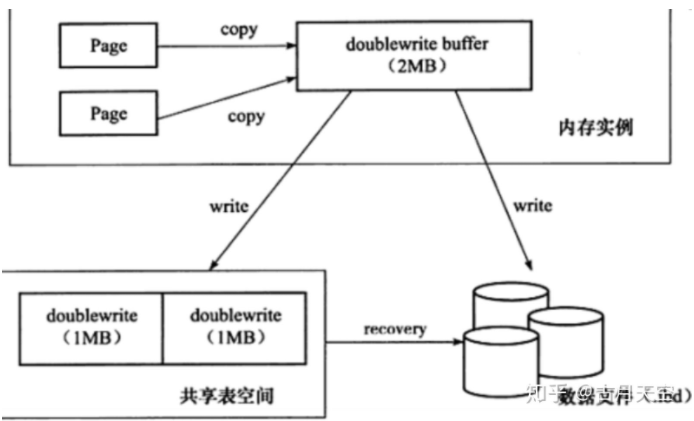 copy
Page
doublewrite buffer
（2MB）
Page
copy
内存实例
write
write
doublewrite
（1MB）
doublewrite
（1MB）
recovery
共享表空间
数据文件（.ibd）
知乎